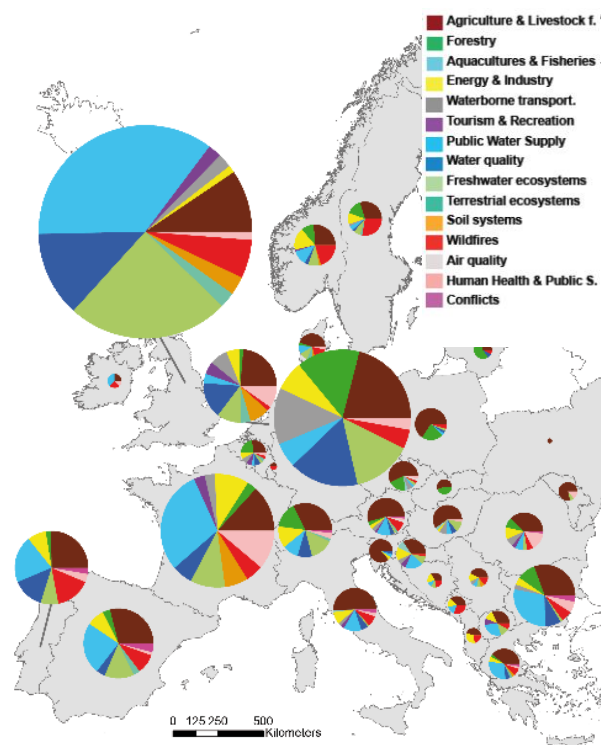 Agriculture & Livestock f.
Forestry
Aquacultures & Fisheries
Energy & Industry
Waterborne transport.
Tourism & Recreation
Public Water Supply
Water quality
Freshwater ecosystems
Terrestrial ecosystems
Soil systems
Wildfires
Air quality
Human Health & Public S.
Conflicts
0 125 250 500
Kilometers